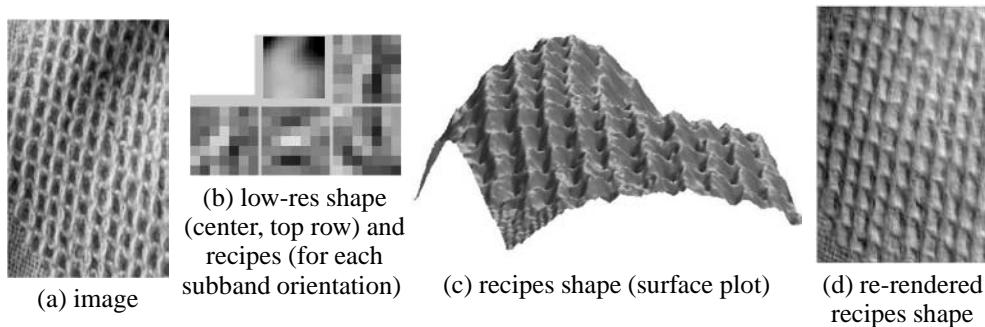 (a) image
(b) low-res shape
(center, top row) and
recipes (for each
subband orientation)
(c) recipes shape (surface plot)
(d) re-rendered
recipes shape